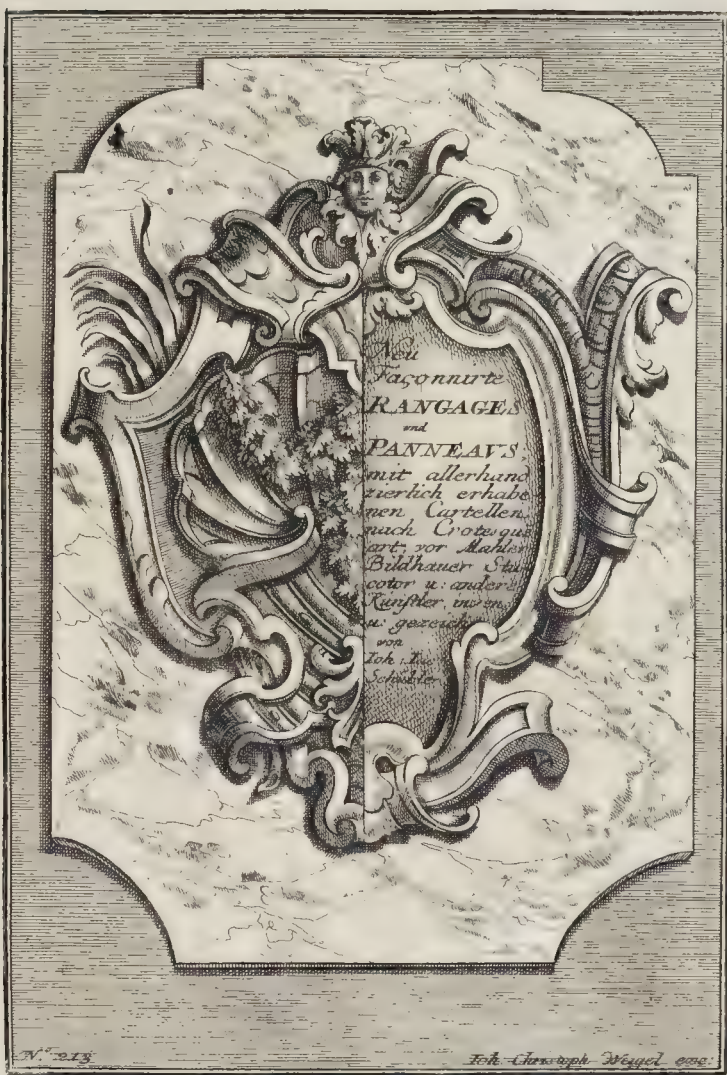 Neu
Façonnirte
RANGAGES
und
PANNEAVS.
mit allerhand
zierlich erhabe
nen Cartellen
nach Crotesque
art, vor Mahler
Bildhauer Stu
cotor u: andere
Künstler, inven
u: gezeich
von
Ioh: Iac
Schübler
N.º 213
Ioh. Christoph Weigel exc: